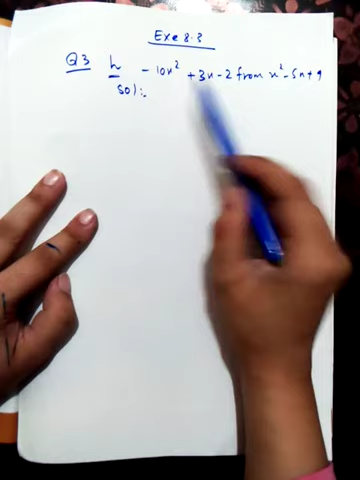 Exe 8.3
Q3 h -10x² + 3x - 2 from x² - 5x + 9
Sol:-